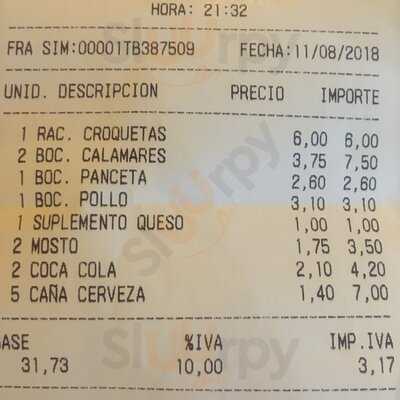 HORA: 21:32
FRA SIM:00001TB387509 FECHA:11/08/2018
UNID. DESCRIPCION PRECIO IMPORTE
1 RAC. CROQUETAS 6,00 6,00
2 BOC. CALAMARES 3,75 7,50
1 BOC. PANCETA 2,60 2,60
1 BOC. POLLO 3,10 3,10
1 SUPLEMENTO QUESO 1,00 1,00
2 MOSTO 1,75 3,50
2 COCA COLA 2,10 4,20
5 CAÑA CERVEZA 1,40 7,00
ASE %IVA IMP.IVA
31,73 10,00 3,17
Sluurpy
Sluurpy
Sluurpy